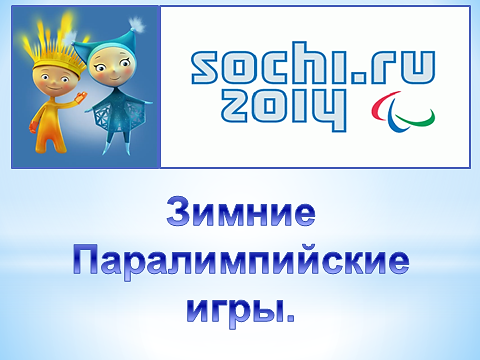 sochi.ru
2014
Зимние
Паралимпийские
игры.